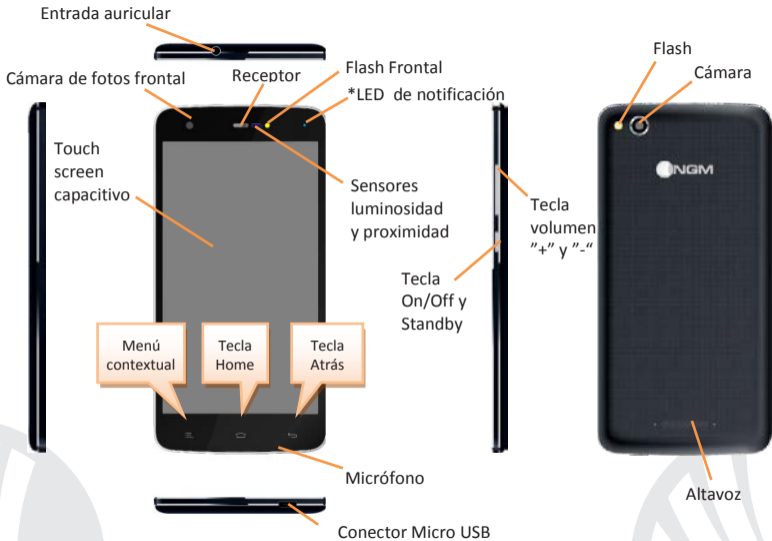 Entrada auricular
Cámara de fotos frontal
Receptor
Flash Frontal
*LED de notificación
Flash
Cámara
Touch
screen
capacitivo
Sensores
luminosidad
y proximidad
Tecla
volumen
”+” y ”-“
NGM
Tecla
On/Off y
Standby
Menú
contextual
Tecla
Home
Tecla
Atrás
Micrófono
Altavoz
Conector Micro USB